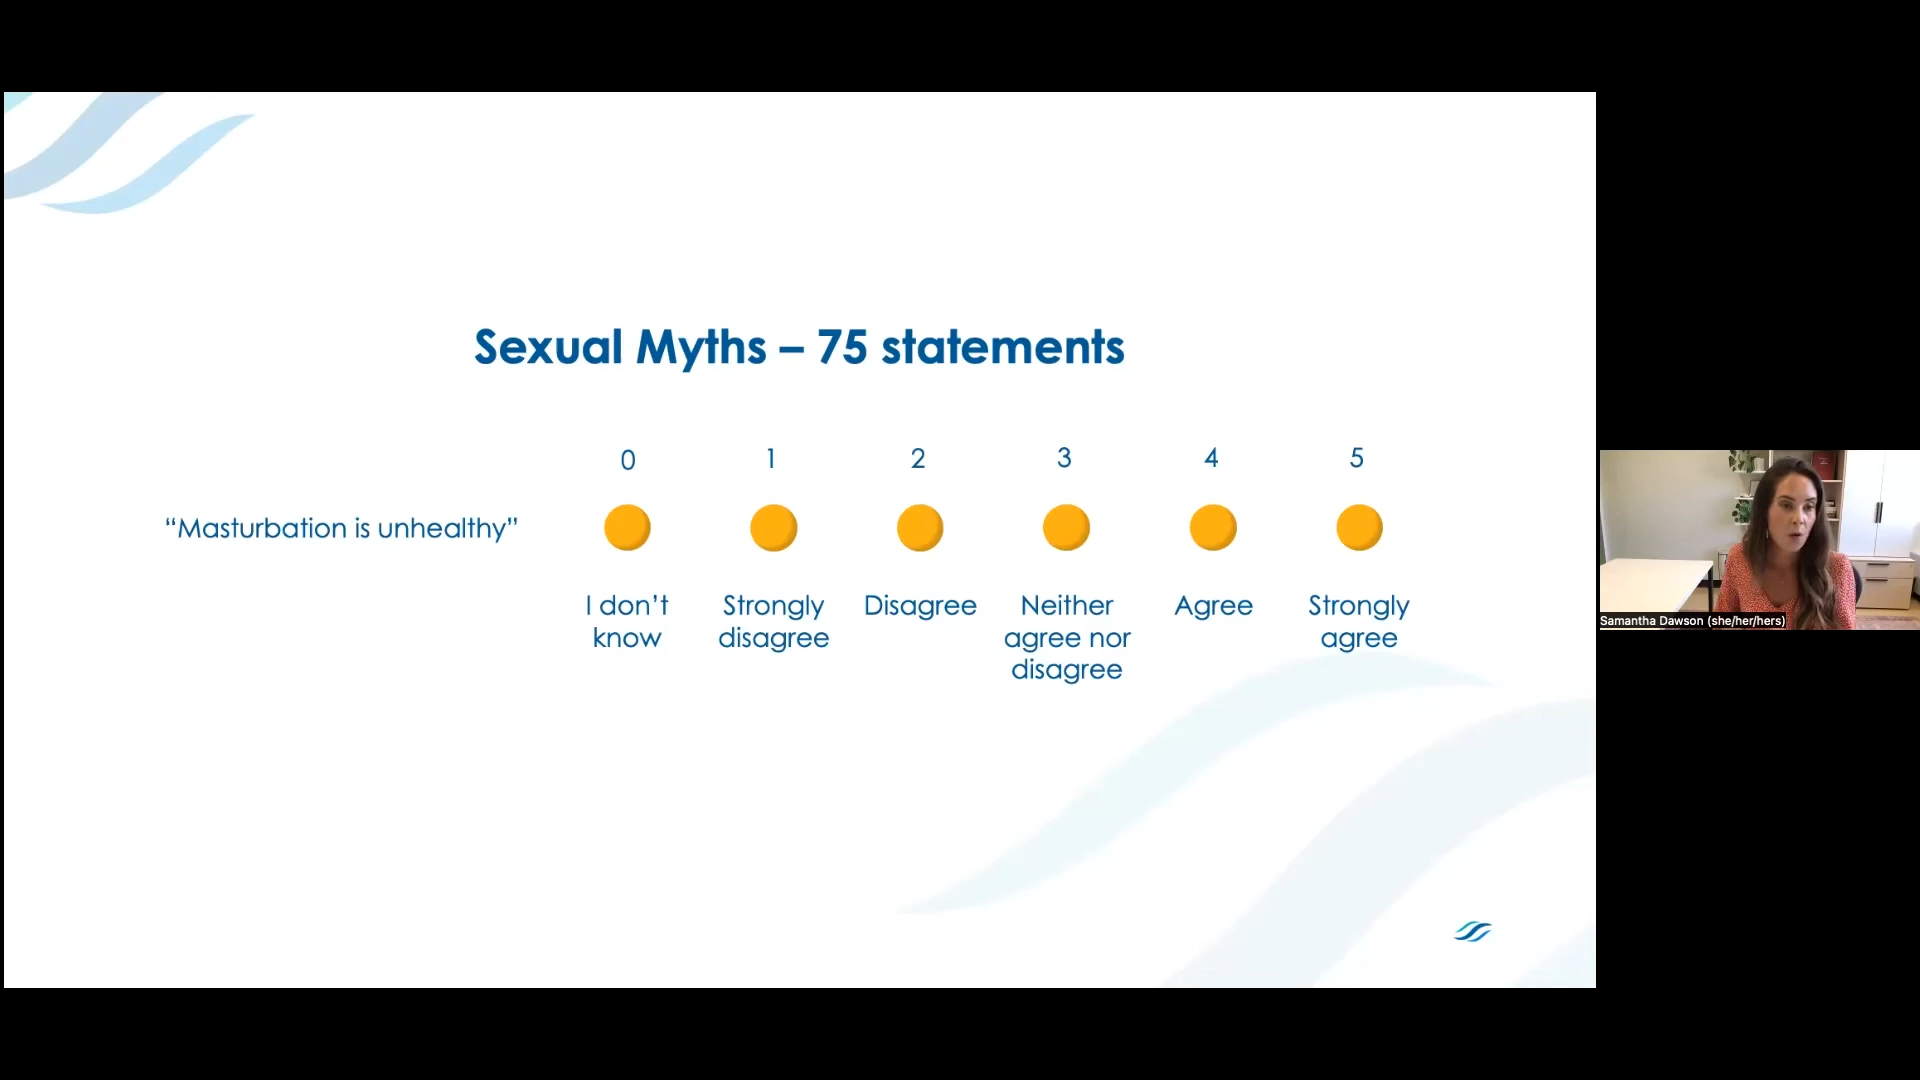 Sexual Myths – 75 statements
0 1 2 3 4 5
“Masturbation is unhealthy”
I don’t know
Strongly disagree
Disagree
Neither agree nor disagree
Agree
Strongly agree
Samantha Dawson (she/her/hers)